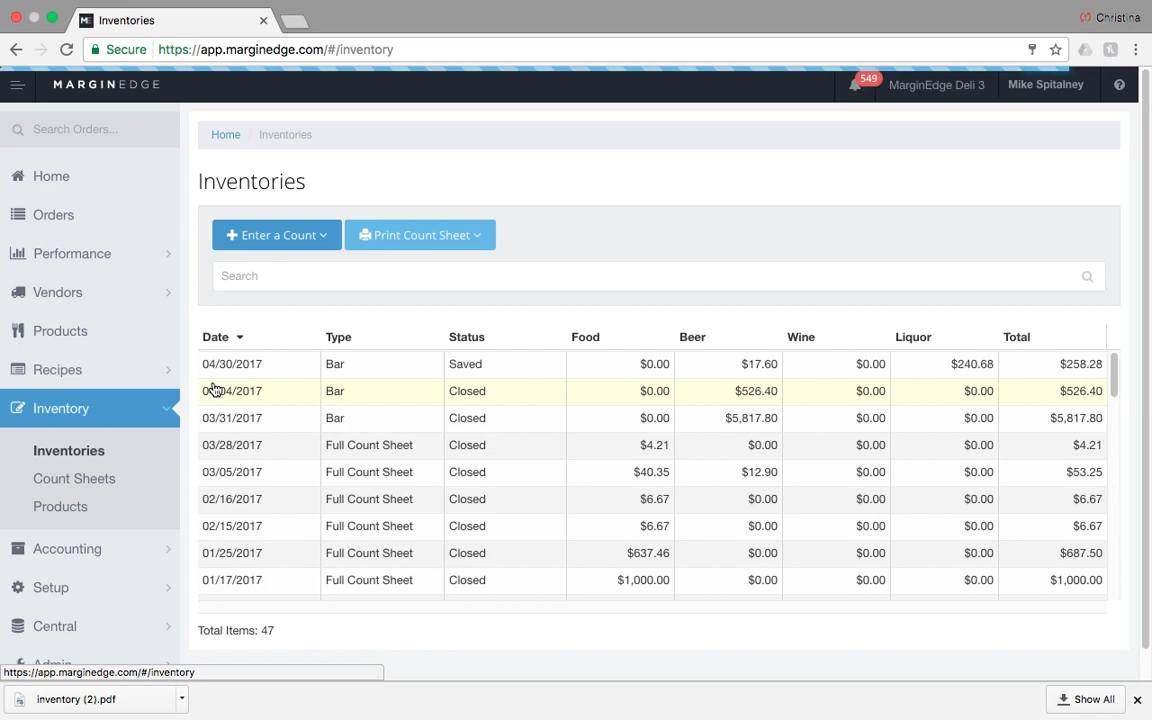 Inventories
Christina
Secure https://app.marginedge.com/#/inventory
MARGINEDGE
549
MarginEdge Deli 3
Mike Spitalney
Search Orders...
Home
Orders
Performance
Vendors
Products
Recipes
Inventory
Inventories
Count Sheets
Products
Accounting
Setup
Central
Admin
Home / Inventories
Inventories
Enter a Count
Print Count Sheet
Search
Date Type Status Food Beer Wine Liquor Total
04/30/2017 Bar Saved $0.00 $17.60 $0.00 $240.68 $258.28
04/2017 Bar Closed $0.00 $526.40 $0.00 $0.00 $526.40
03/31/2017 Bar Closed $0.00 $5,817.80 $0.00 $0.00 $5,817.80
03/28/2017 Full Count Sheet Closed $4.21 $0.00 $0.00 $0.00 $4.21
03/05/2017 Full Count Sheet Closed $40.35 $12.90 $0.00 $0.00 $53.25
02/16/2017 Full Count Sheet Closed $6.67 $0.00 $0.00 $0.00 $6.67
02/15/2017 Full Count Sheet Closed $6.67 $0.00 $0.00 $0.00 $6.67
01/25/2017 Full Count Sheet Closed $637.46 $0.00 $0.00 $0.00 $687.50
01/17/2017 Full Count Sheet Closed $1,000.00 $0.00 $0.00 $0.00 $1,000.00
Total Items: 47
https://app.marginedge.com/#/inventory
inventory (2).pdf
Show All